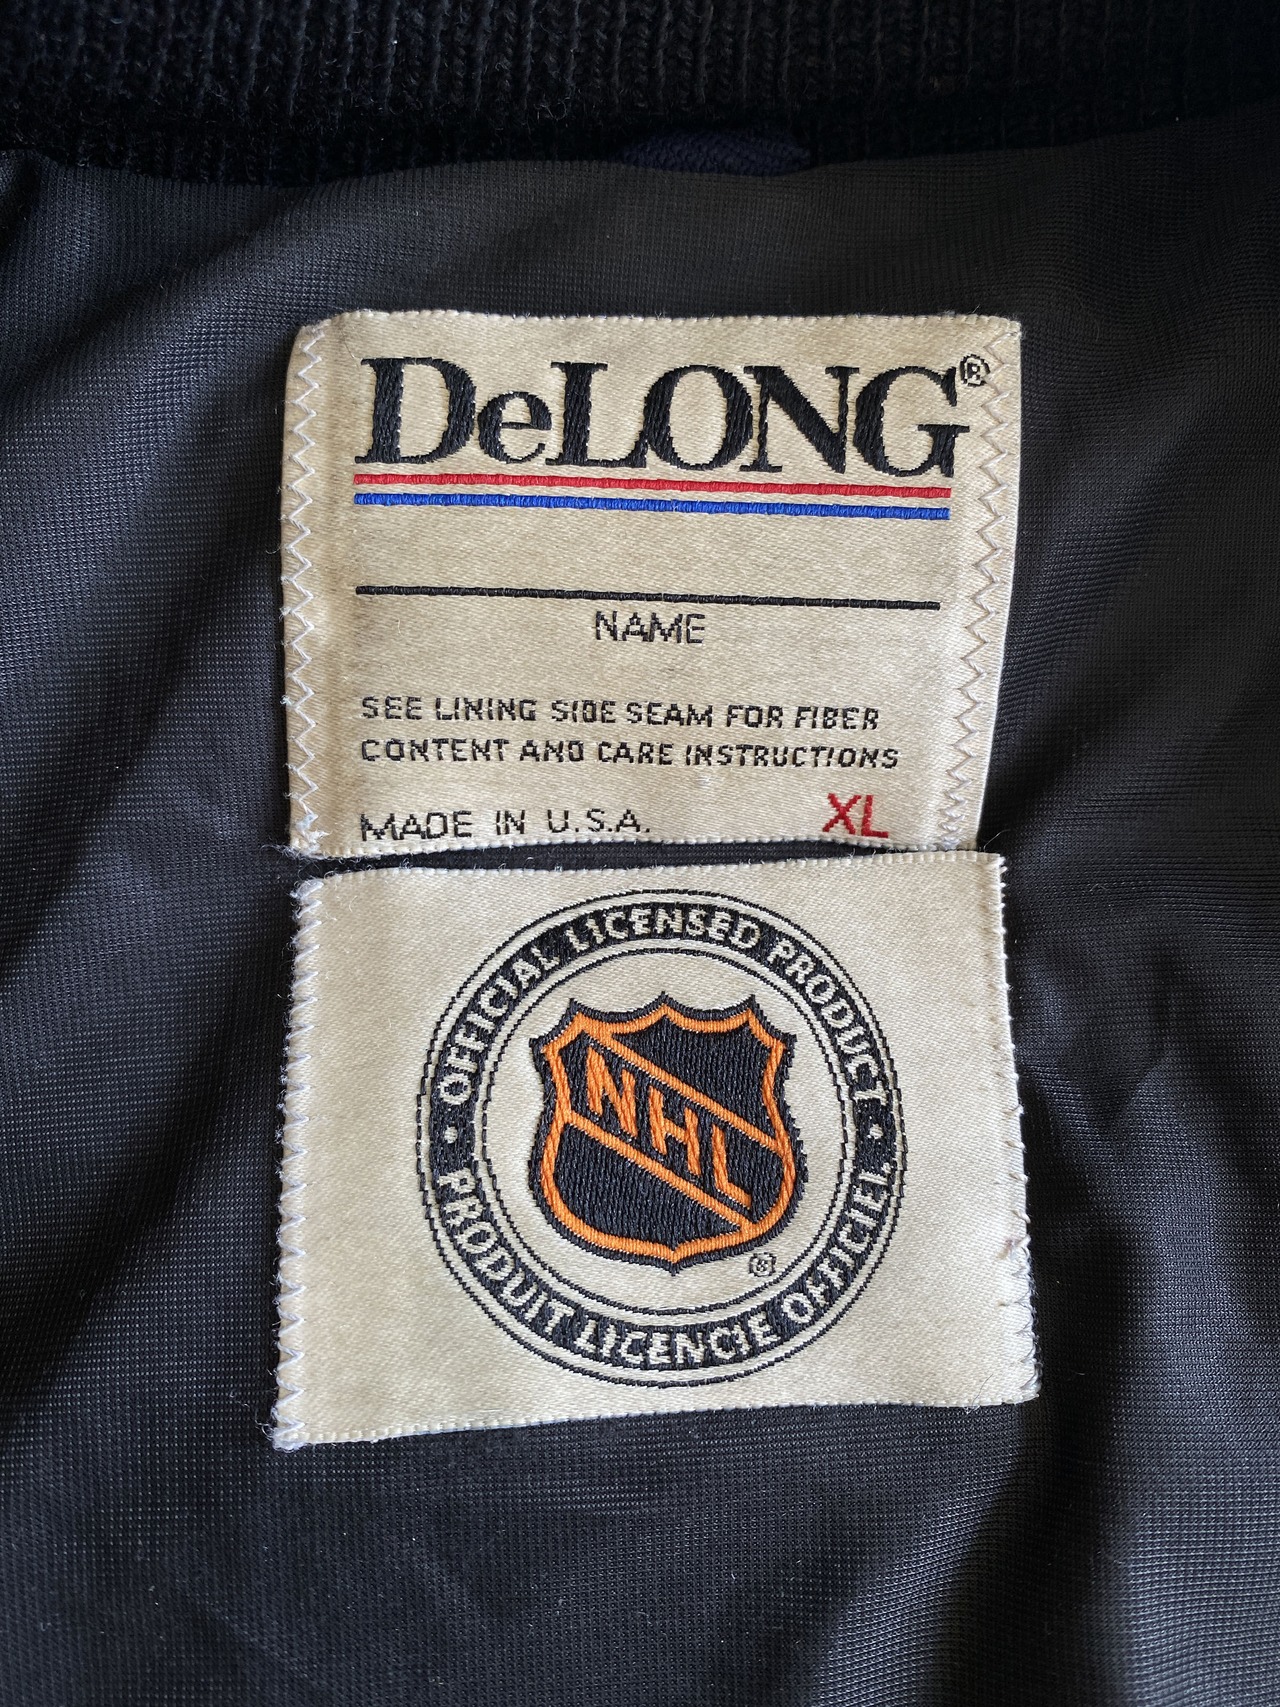 DeLONG®
NAME
SEE LINING SIDE SEAM FOR FIBER
CONTENT AND CARE INSTRUCTIONS
MADE IN U.S.A. XL
OFFICIAL LICENSED PRODUCT
NHL
®
• PRODUIT LICENCIE OFFICIEL •